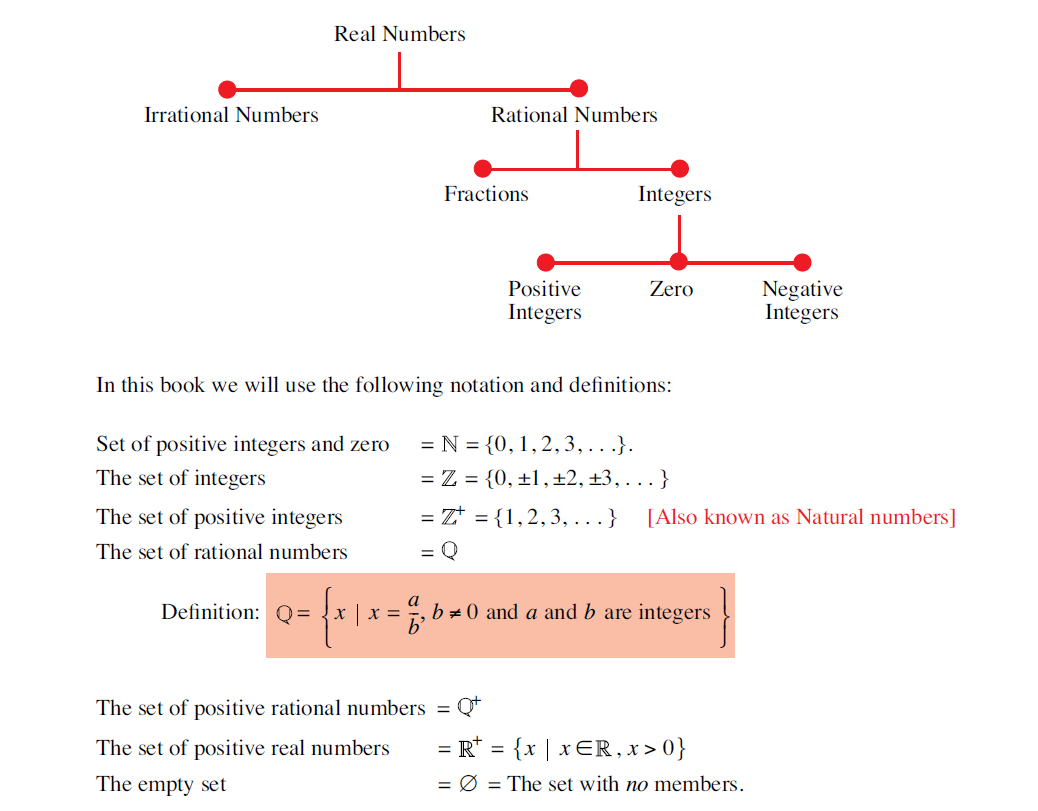 Real Numbers
Irrational Numbers Rational Numbers
Fractions Integers
Positive Integers Zero Negative Integers
In this book we will use the following notation and definitions:
Set of positive integers and zero = ℕ = {0, 1, 2, 3, . . .}.
The set of integers = ℤ = {0, ±1, ±2, ±3, . . . }
The set of positive integers = ℤ⁺ = {1, 2, 3, . . . } [Also known as Natural numbers]
The set of rational numbers = ℚ
Definition: ℚ = {x | x = a/b, b ≠ 0 and a and b are integers}
The set of positive rational numbers = ℚ⁺
The set of positive real numbers = ℝ⁺ = {x | x ∈ ℝ, x > 0}
The empty set = ∅ = The set with no members.